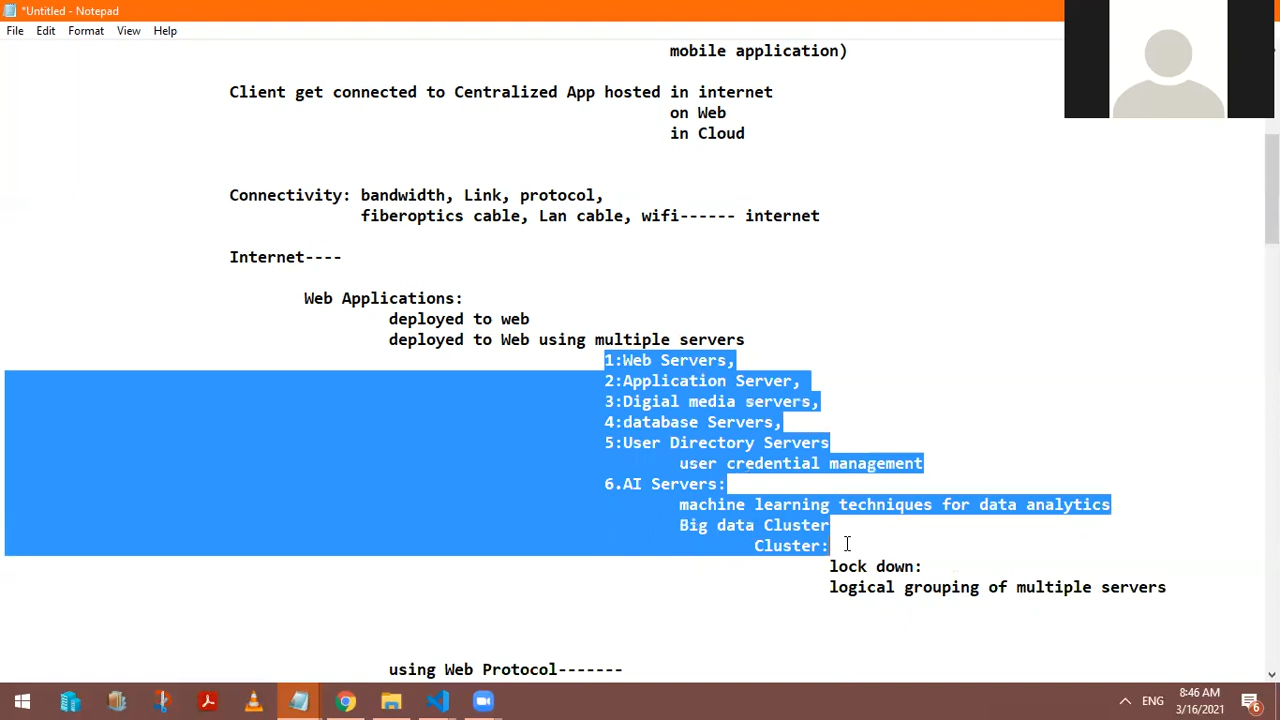 *Untitled - Notepad
File Edit Format View Help
mobile application)
Client get connected to Centralized App hosted in internet
on Web
in Cloud
Connectivity: bandwidth, Link, protocol,
fiberoptics cable, Lan cable, wifi------ internet
Internet----
Web Applications:
deployed to web
deployed to Web using multiple servers
1:Web Servers,
2:Application Server,
3:Digial media servers,
4:database Servers,
5:User Directory Servers
user credential management
6.AI Servers:
machine learning techniques for data analytics
Big data Cluster
Cluster:
lock down:
logical grouping of multiple servers
using Web Protocol-------
ENG
8:46 AM
3/16/2021
6